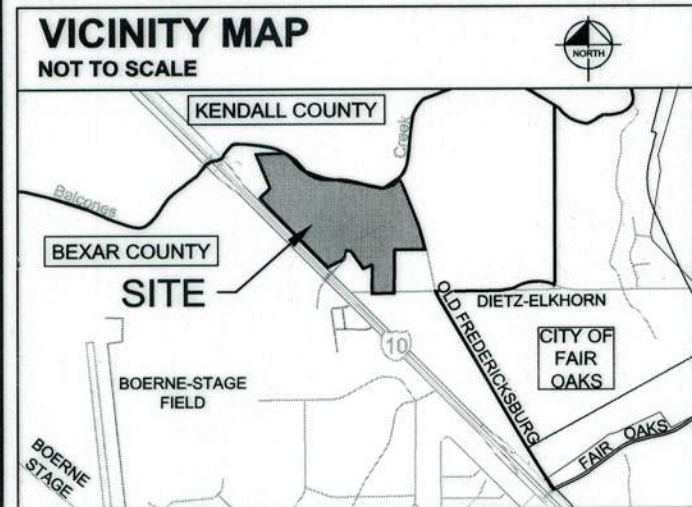 VICINITY MAP
NOT TO SCALE
NORTH
KENDALL COUNTY
Creek
Balcones
BEXAR COUNTY
SITE
DIETZ-ELKHORN
OLD FREDERICKSBURG
10
CITY OF
FAIR
OAKS
BOERNE-STAGE
FIELD
FAIR OAKS
BOERNE
STAGE